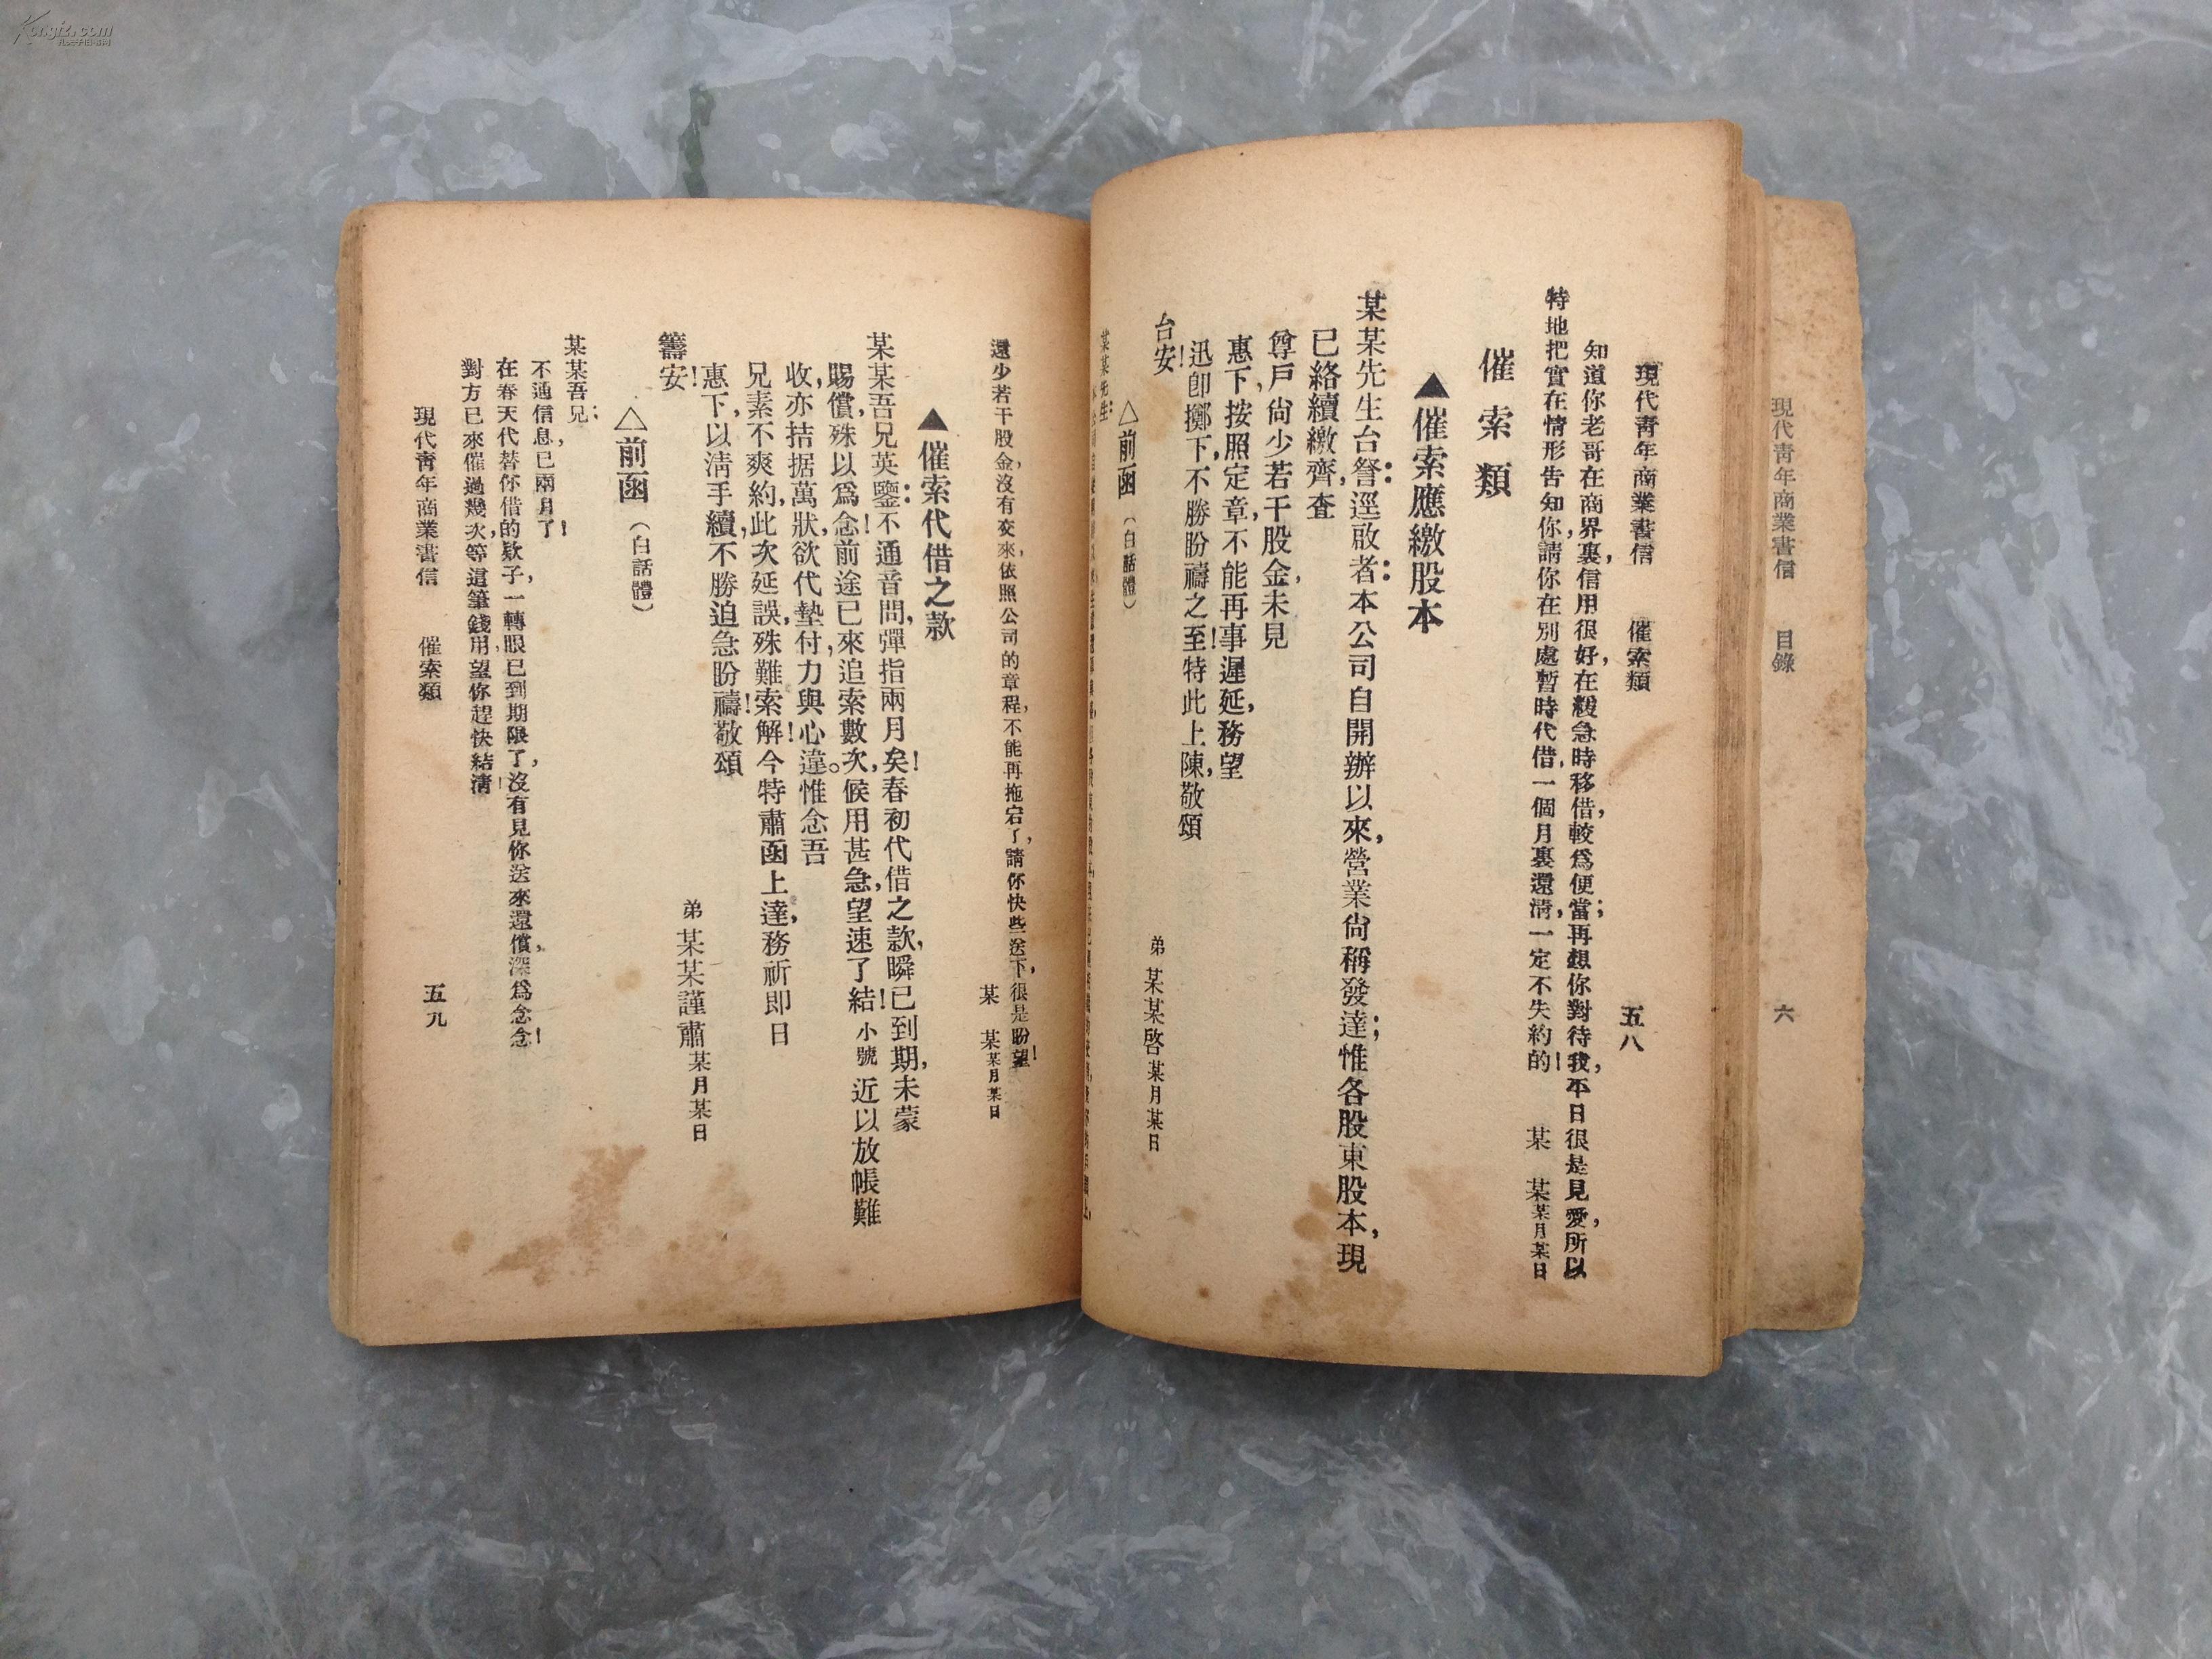 Kongfz.com
孔夫子旧书网
現代靑年商業書信　目錄　六
現代靑年商業書信　催索類　五八
知道你老哥在商界裏,信用很好,在緩急時移借,較爲便當;再想你對待我,平日很是見愛,所以
特地把實在情形告知你,請你在別處暫時代借,一個月裏還淸,一定不失約的!　某　某某月某日
催索類
▲催索應繳股本
某某先生台詧:逕啟者:本公司自開辦以來,營業尙稱發達;惟各股東股本,現
已絡續繳齊,査
尊戶尙少若干股金,未見
惠下,按照定章,不能再事遲延,務望
迅卽擲下,不勝盼禱之至!特此上陳,敬頌
台安!
弟　某某啓某月某日
△前函（白話體）
某某先生:
還少若干股金,沒有交來,依照公司的章程,不能再拖宕了,請你快些送下,很是盼望!
某　某某月某日
▲催索代借之款
某某吾兄英鑒:不通音問,彈指兩月矣!春初代借之款,瞬已到期,未蒙
賜償,殊以爲念!前途已來追索數次,候用甚急,望速了結!小號近以放帳難
收,亦拮据萬狀,欲代墊付,力與心違。惟念吾
兄素不爽約,此次延誤,殊難索解!今特肅函上達,務祈卽日
惠下,以淸手續,不勝迫急盼禱!敬頌
籌安!
弟　某某謹肅某月某日
△前函（白話體）
某某吾兄;
不通信息,已兩月了!
在春天代替你借的欵子,一轉眼已到期限了,沒有見你送來還償,深爲念念!
對方已來催過幾次,等這筆錢用,望你趕快結淸!
現代靑年商業書信　催索類　五九